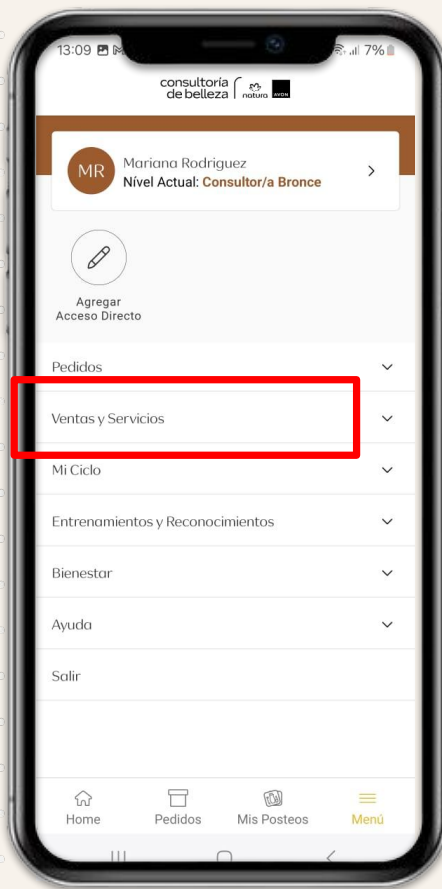 13:09
7%
consultoría
de belleza
natura
AVON
MR
Mariana Rodriguez
Nível Actual: Consultor/a Bronce
Agregar
Acceso Directo
Pedidos
Ventas y Servicios
Mi Ciclo
Entrenamientos y Reconocimientos
Bienestar
Ayuda
Salir
Home
Pedidos
Mis Posteos
Menú